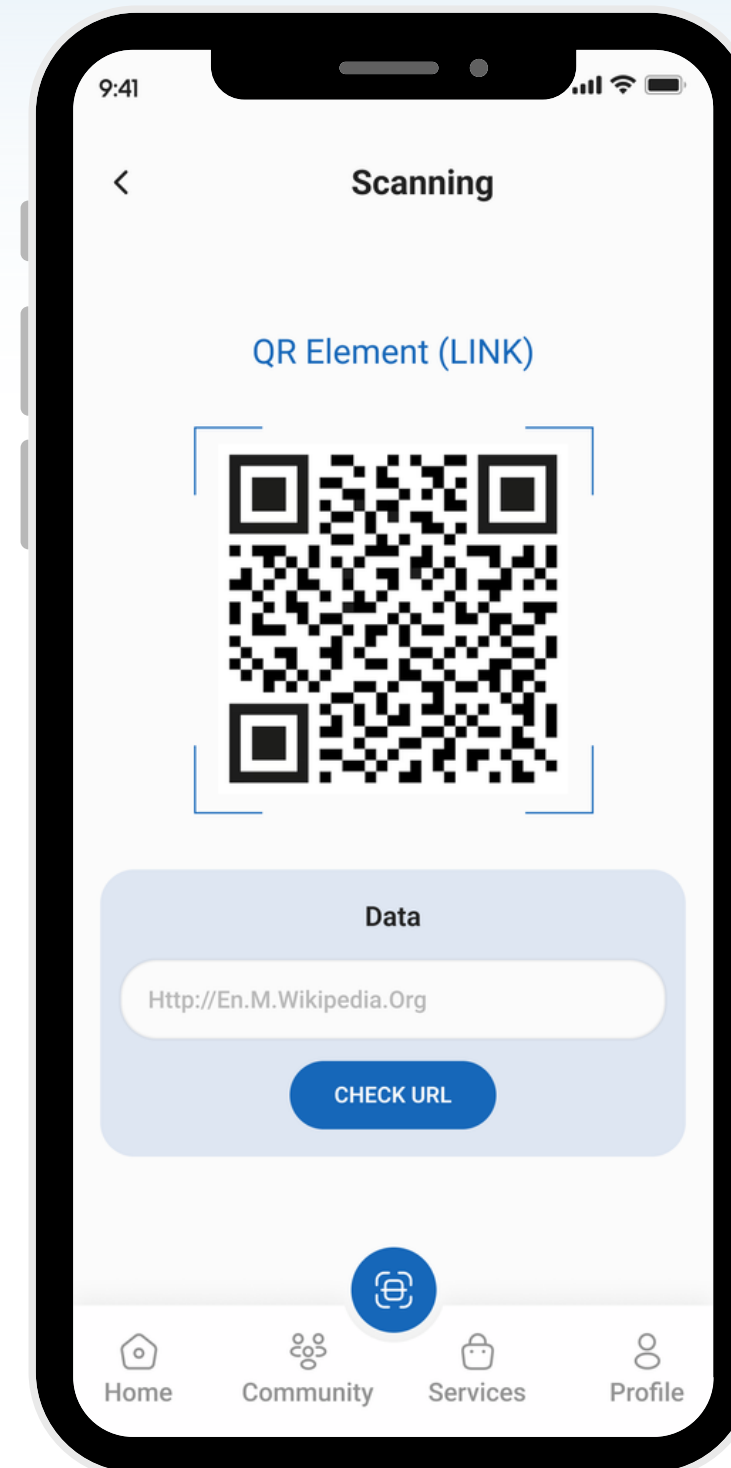 9:41
Scanning
QR Element (LINK)
Data
Http://En.M.Wikipedia.Org
CHECK URL
Home Community Services Profile